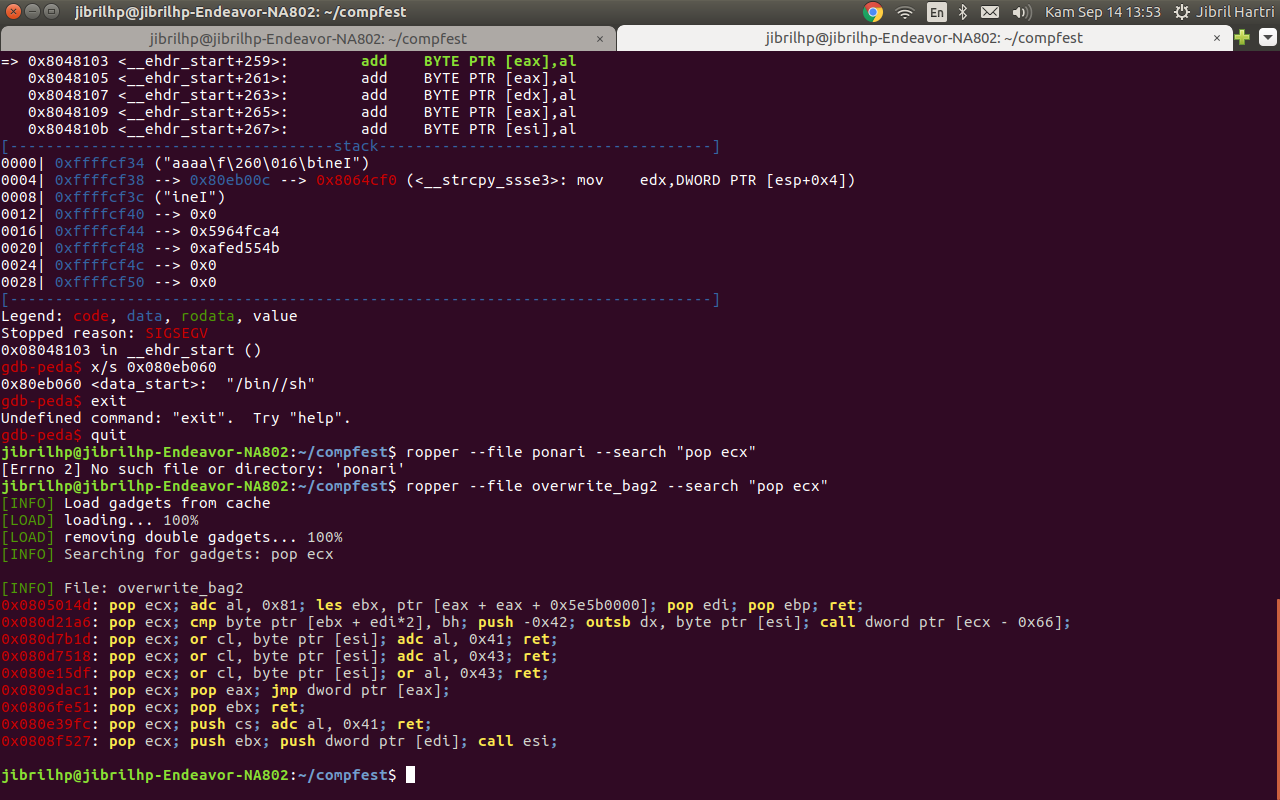 jibrilhp@jibrilhp-Endeavor-NA802: ~/compfest
En
Kam Sep 14 13:53
Jibril Hartri
jibrilhp@jibrilhp-Endeavor-NA802: ~/compfest ×
jibrilhp@jibrilhp-Endeavor-NA802: ~/compfest ×
=> 0x8048103 <__ehdr_start+259>: add BYTE PTR [eax],al
0x8048105 <__ehdr_start+261>: add BYTE PTR [eax],al
0x8048107 <__ehdr_start+263>: add BYTE PTR [edx],al
0x8048109 <__ehdr_start+265>: add BYTE PTR [eax],al
0x804810b <__ehdr_start+267>: add BYTE PTR [esi],al
[------------------------------------stack-------------------------------------]
0000| 0xffffcf34 ("aaaa\f\260\016\bineI")
0004| 0xffffcf38 --> 0x80eb00c --> 0x8064cf0 (<__strcpy_ssse3>: mov edx,DWORD PTR [esp+0x4])
0008| 0xffffcf3c ("ineI")
0012| 0xffffcf40 --> 0x0
0016| 0xffffcf44 --> 0x5964fca4
0020| 0xffffcf48 --> 0xafed554b
0024| 0xffffcf4c --> 0x0
0028| 0xffffcf50 --> 0x0
[------------------------------------------------------------------------------]
Legend: code, data, rodata, value
Stopped reason: SIGSEGV
0x08048103 in __ehdr_start ()
gdb-peda$ x/s 0x080eb060
0x80eb060 <data_start>: "/bin//sh"
gdb-peda$ exit
Undefined command: "exit". Try "help".
gdb-peda$ quit
jibrilhp@jibrilhp-Endeavor-NA802:~/compfest$ ropper --file ponari --search "pop ecx"
[Errno 2] No such file or directory: 'ponari'
jibrilhp@jibrilhp-Endeavor-NA802:~/compfest$ ropper --file overwrite_bag2 --search "pop ecx"
[INFO] Load gadgets from cache
[LOAD] loading... 100%
[LOAD] removing double gadgets... 100%
[INFO] Searching for gadgets: pop ecx
[INFO] File: overwrite_bag2
0x0805014d: pop ecx; adc al, 0x81; les ebx, ptr [eax + eax + 0x5e5b0000]; pop edi; pop ebp; ret;
0x080d21a6: pop ecx; cmp byte ptr [ebx + edi*2], bh; push -0x42; outsb dx, byte ptr [esi]; call dword ptr [ecx - 0x66];
0x080d7b1d: pop ecx; or cl, byte ptr [esi]; adc al, 0x41; ret;
0x080d7518: pop ecx; or cl, byte ptr [esi]; adc al, 0x43; ret;
0x080e15df: pop ecx; or cl, byte ptr [esi]; or al, 0x43; ret;
0x0809dac1: pop ecx; pop eax; jmp dword ptr [eax];
0x0806fe51: pop ecx; pop ebx; ret;
0x080e39fc: pop ecx; push cs; adc al, 0x41; ret;
0x0808f527: pop ecx; push ebx; push dword ptr [edi]; call esi;
jibrilhp@jibrilhp-Endeavor-NA802:~/compfest$